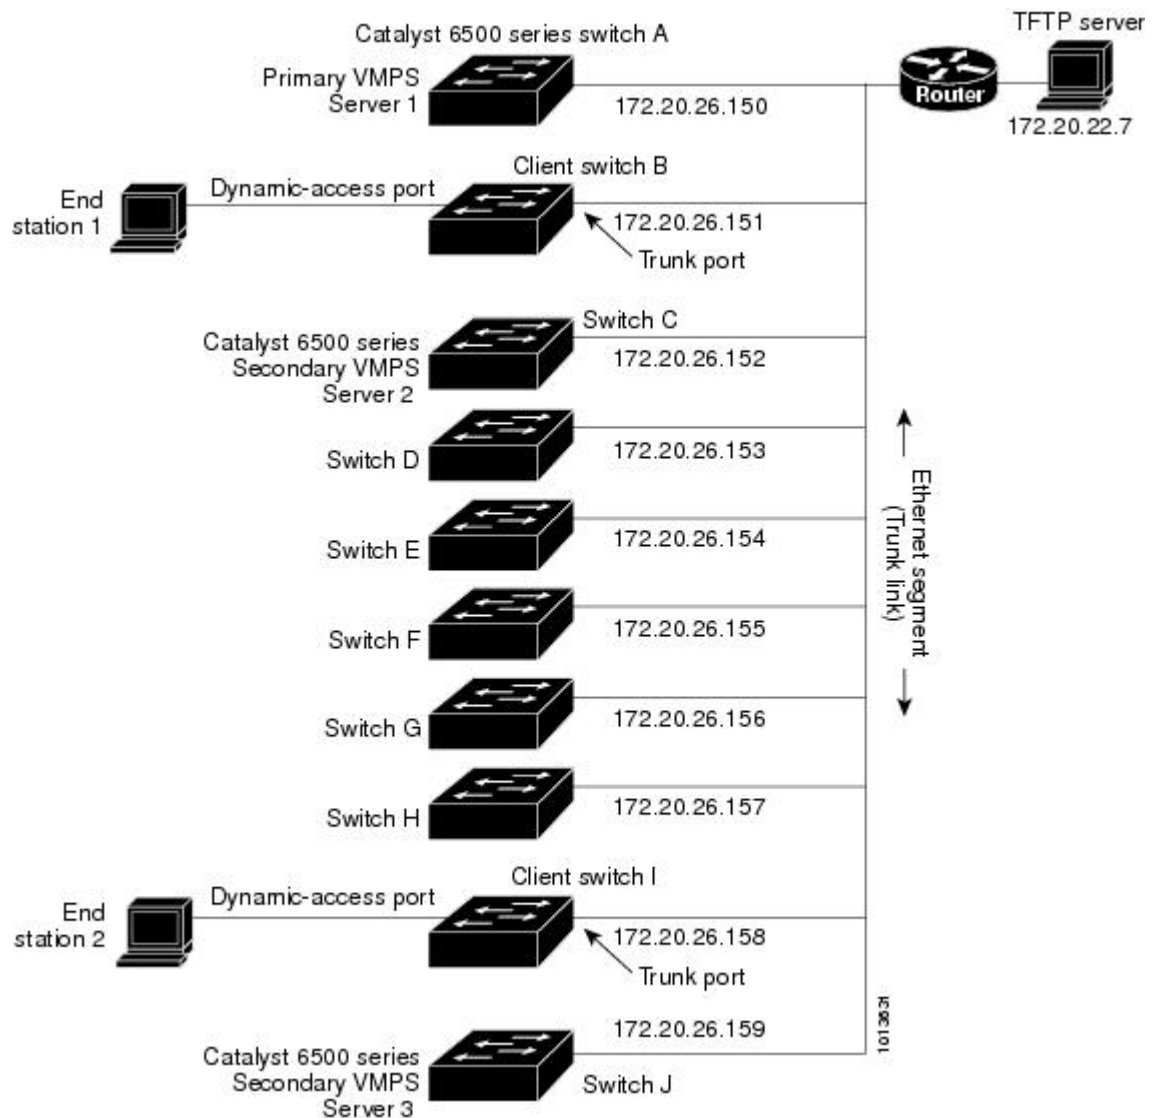 Catalyst 6500 series switch A
TFTP server
Primary VMPS
Server 1
172.20.26.150
Router
172.20.22.7
Client switch B
End
station 1
Dynamic-access port
172.20.26.151
Trunk port
Switch C
Catalyst 6500 series
Secondary VMPS
Server 2
172.20.26.152
Switch D
172.20.26.153
Switch E
172.20.26.154
Ethernet segment
(Trunk link)
Switch F
172.20.26.155
Switch G
172.20.26.156
Switch H
172.20.26.157
Client switch I
End
station 2
Dynamic-access port
172.20.26.158
Trunk port
172.20.26.159
Catalyst 6500 series
Secondary VMPS
Server 3
Switch J